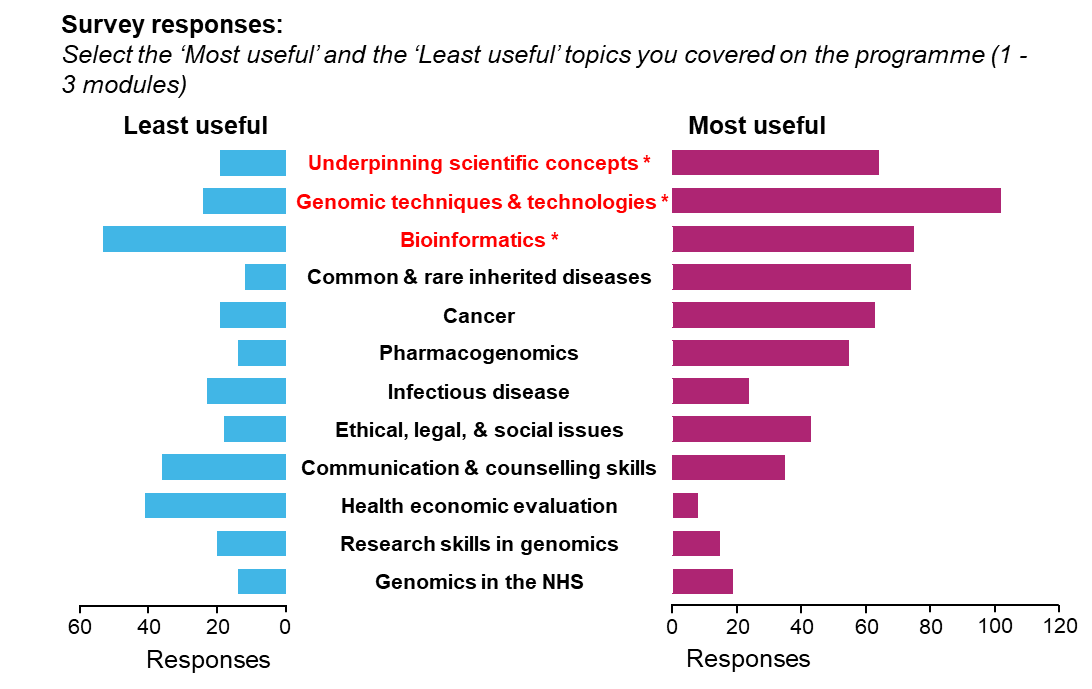 Survey responses:
Select the ‘Most useful’ and the ‘Least useful’ topics you covered on the programme (1 -
3 modules)
Least useful
Most useful
Underpinning scientific concepts *
Genomic techniques & technologies *
Bioinformatics *
Common & rare inherited diseases
Cancer
Pharmacogenomics
Infectious disease
Ethical, legal, & social issues
Communication & counselling skills
Health economic evaluation
Research skills in genomics
Genomics in the NHS
60 40 20 0
0 20 40 60 80 100 120
Responses
Responses